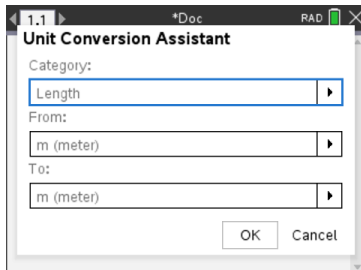 1.1 *Doc RAD
Unit Conversion Assistant
Category:
Length
From:
m (meter)
To:
m (meter)
OK Cancel